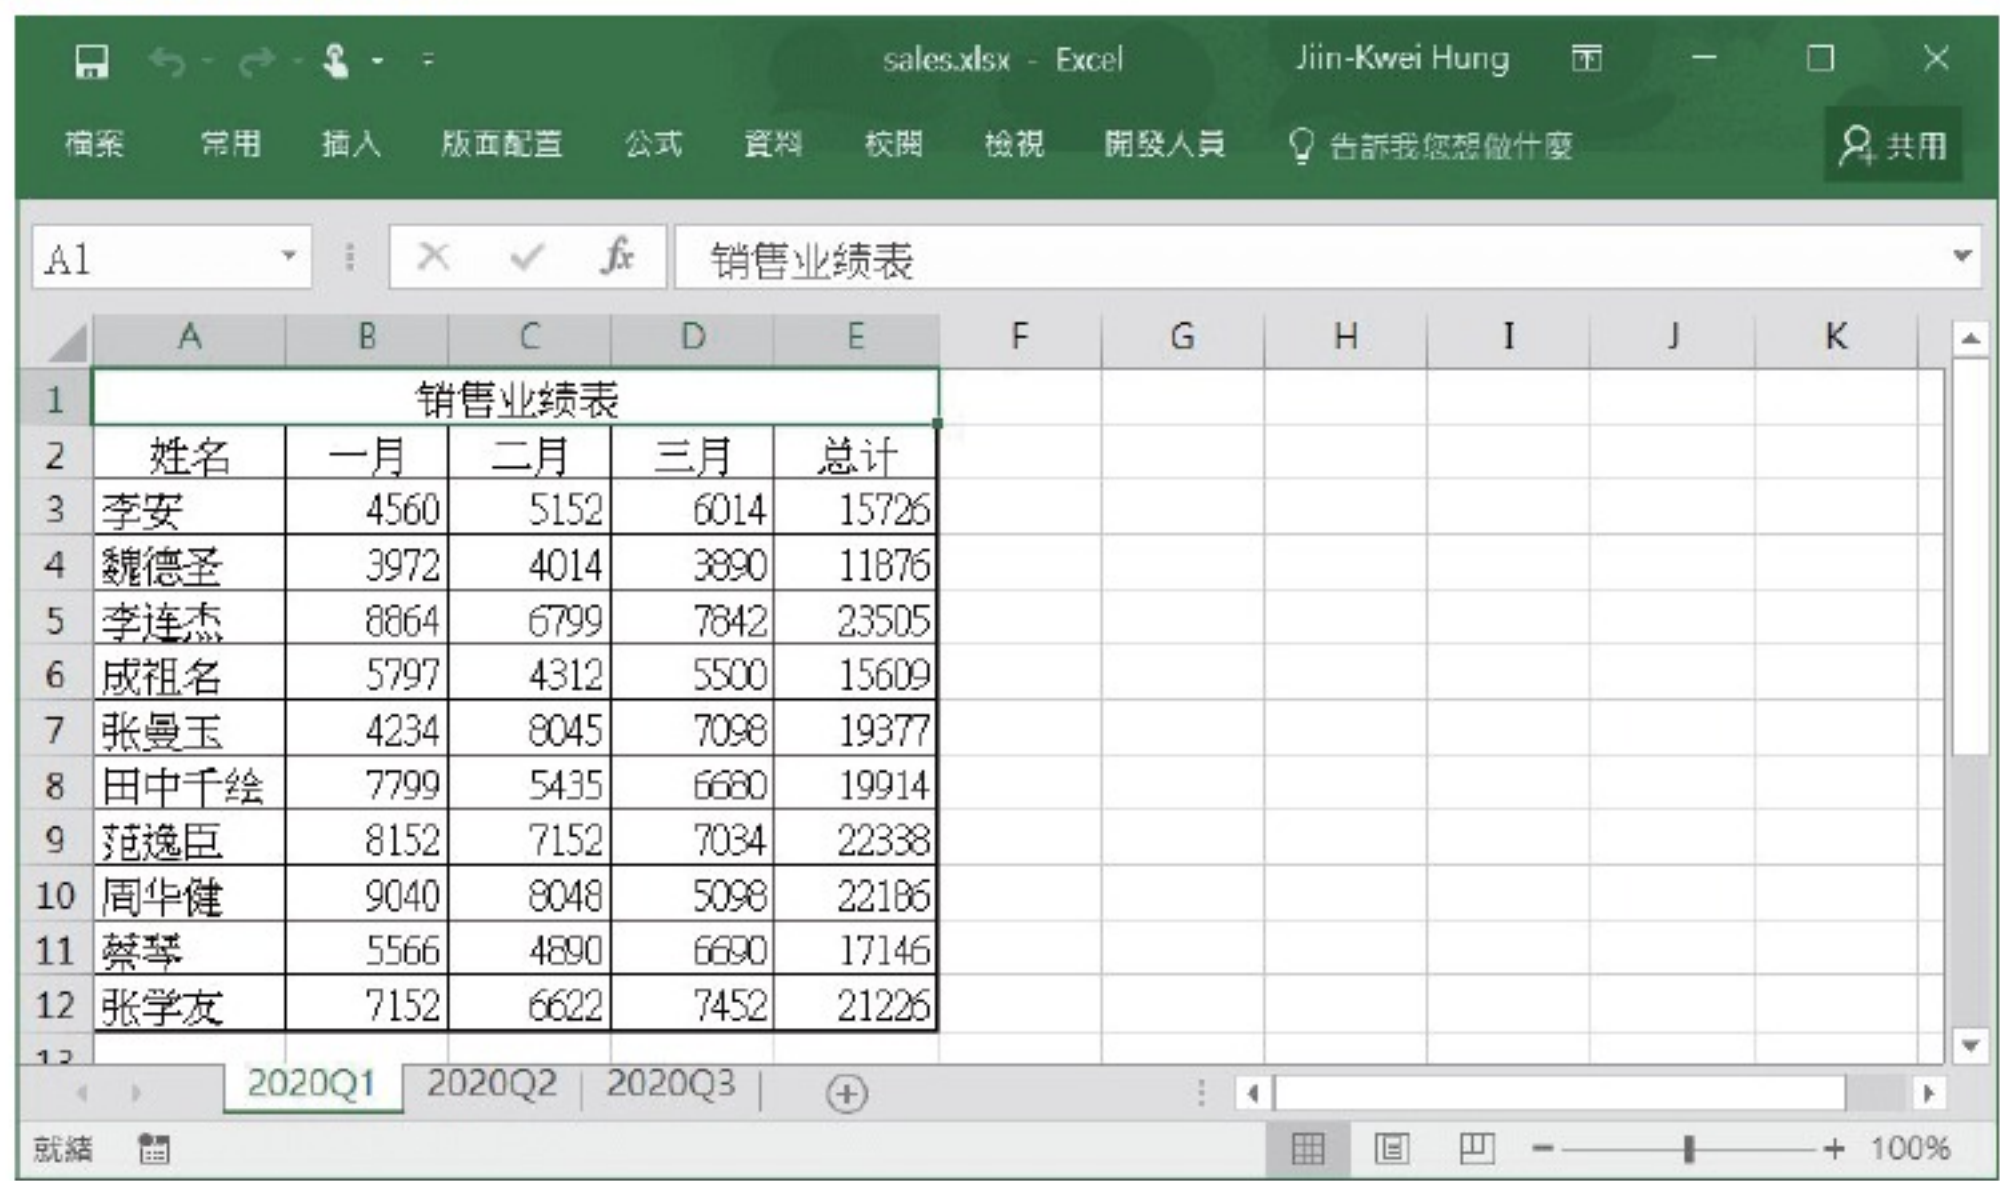 sales.xlsx - Excel Jiin-Kwei Hung
檔案 常用 插入 版面配置 公式 資料 校閱 檢視 開發人員 告訴我您想做什麼 共用
A1 fx 销售业绩表
A B C D E F G H I J K
1 销售业绩表
2 姓名 一月 二月 三月 总计
3 李安 4560 5152 6014 15726
4 魏德圣 3972 4014 3890 11876
5 李连杰 8864 6799 7842 23505
6 成祖名 5797 4312 5500 15609
7 张曼玉 4234 8045 7098 19377
8 田中千绘 7799 5435 6680 19914
9 范逸臣 8152 7152 7034 22338
10 周华健 9040 8048 5098 22186
11 蔡琴 5566 4890 6690 17146
12 张学友 7152 6622 7452 21226
13
2020Q1 2020Q2 2020Q3
就緒 100%